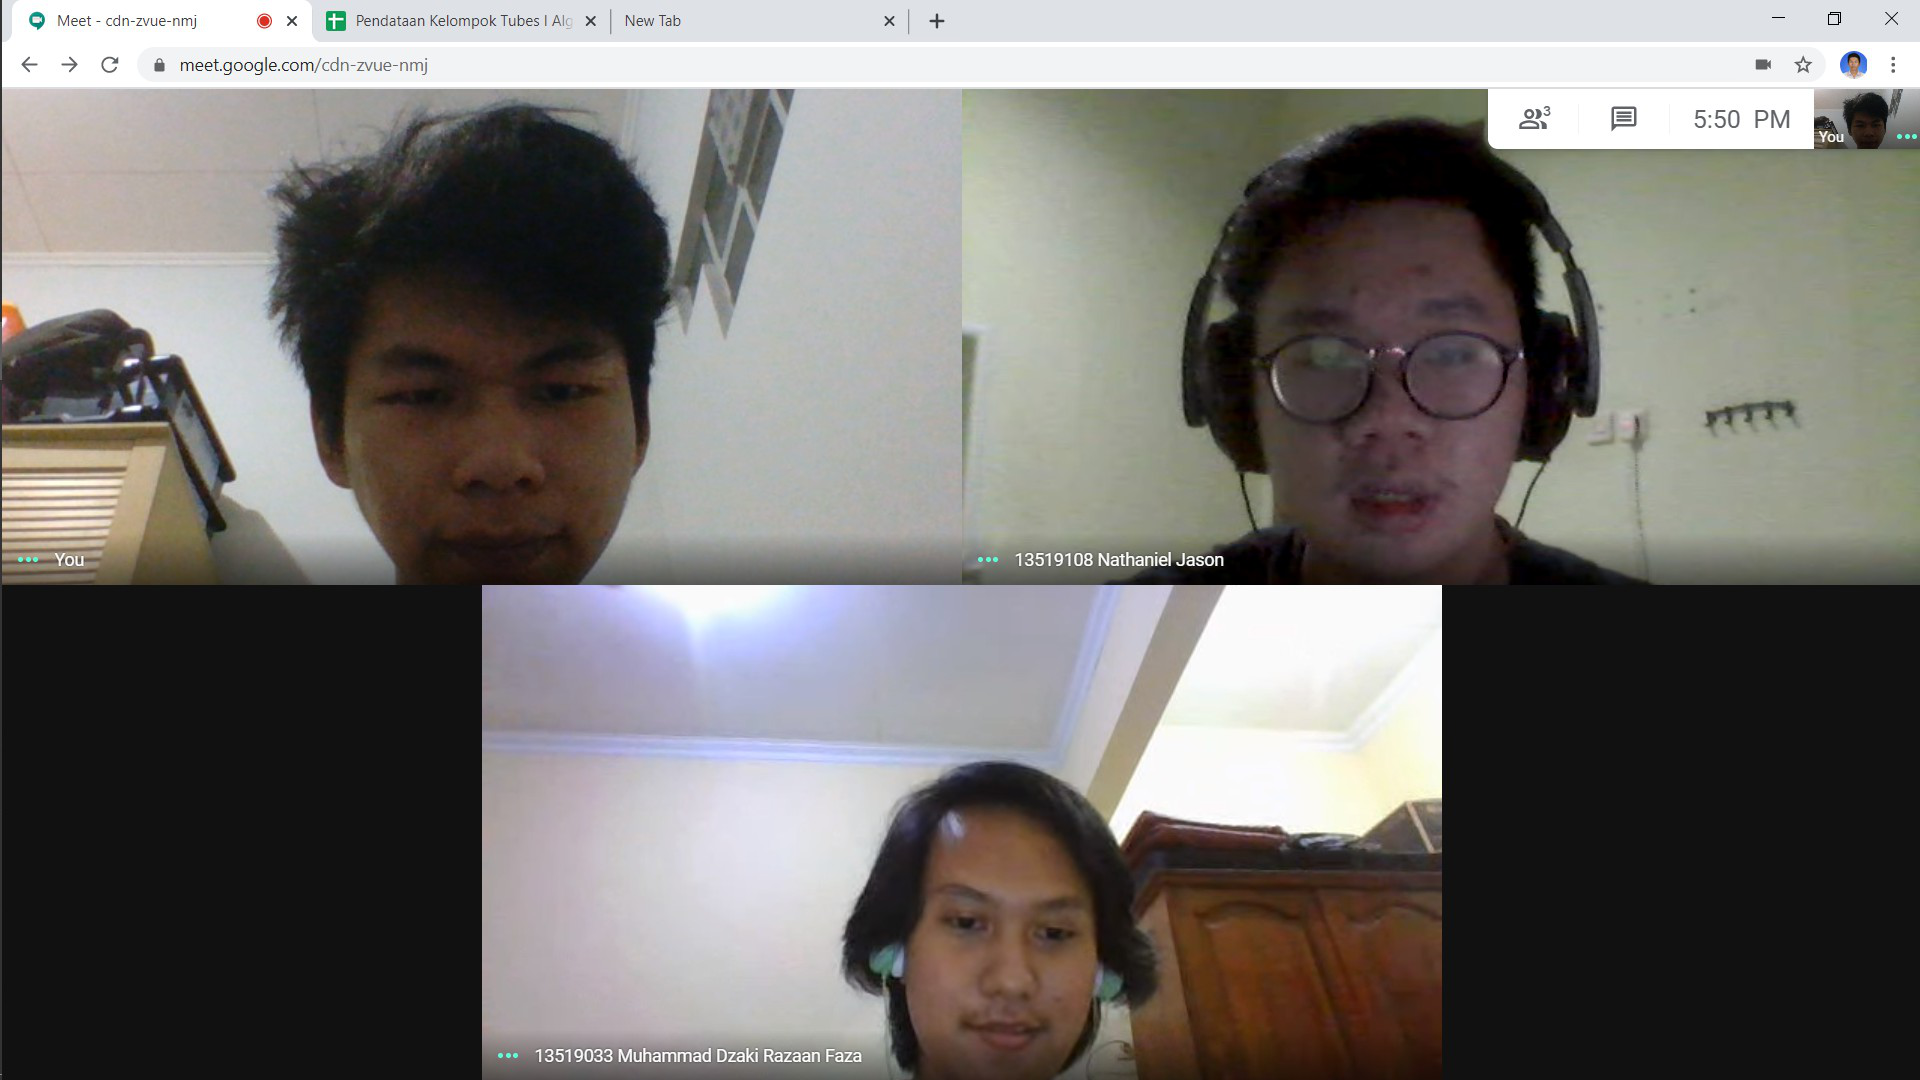 Meet - cdn-zvue-nmj
Pendataan Kelompok Tubes I Alg
New Tab
meet.google.com/cdn-zvue-nmj
3
5:50 PM
You
You
13519108 Nathaniel Jason
13519033 Muhammad Dzaki Razaan Faza